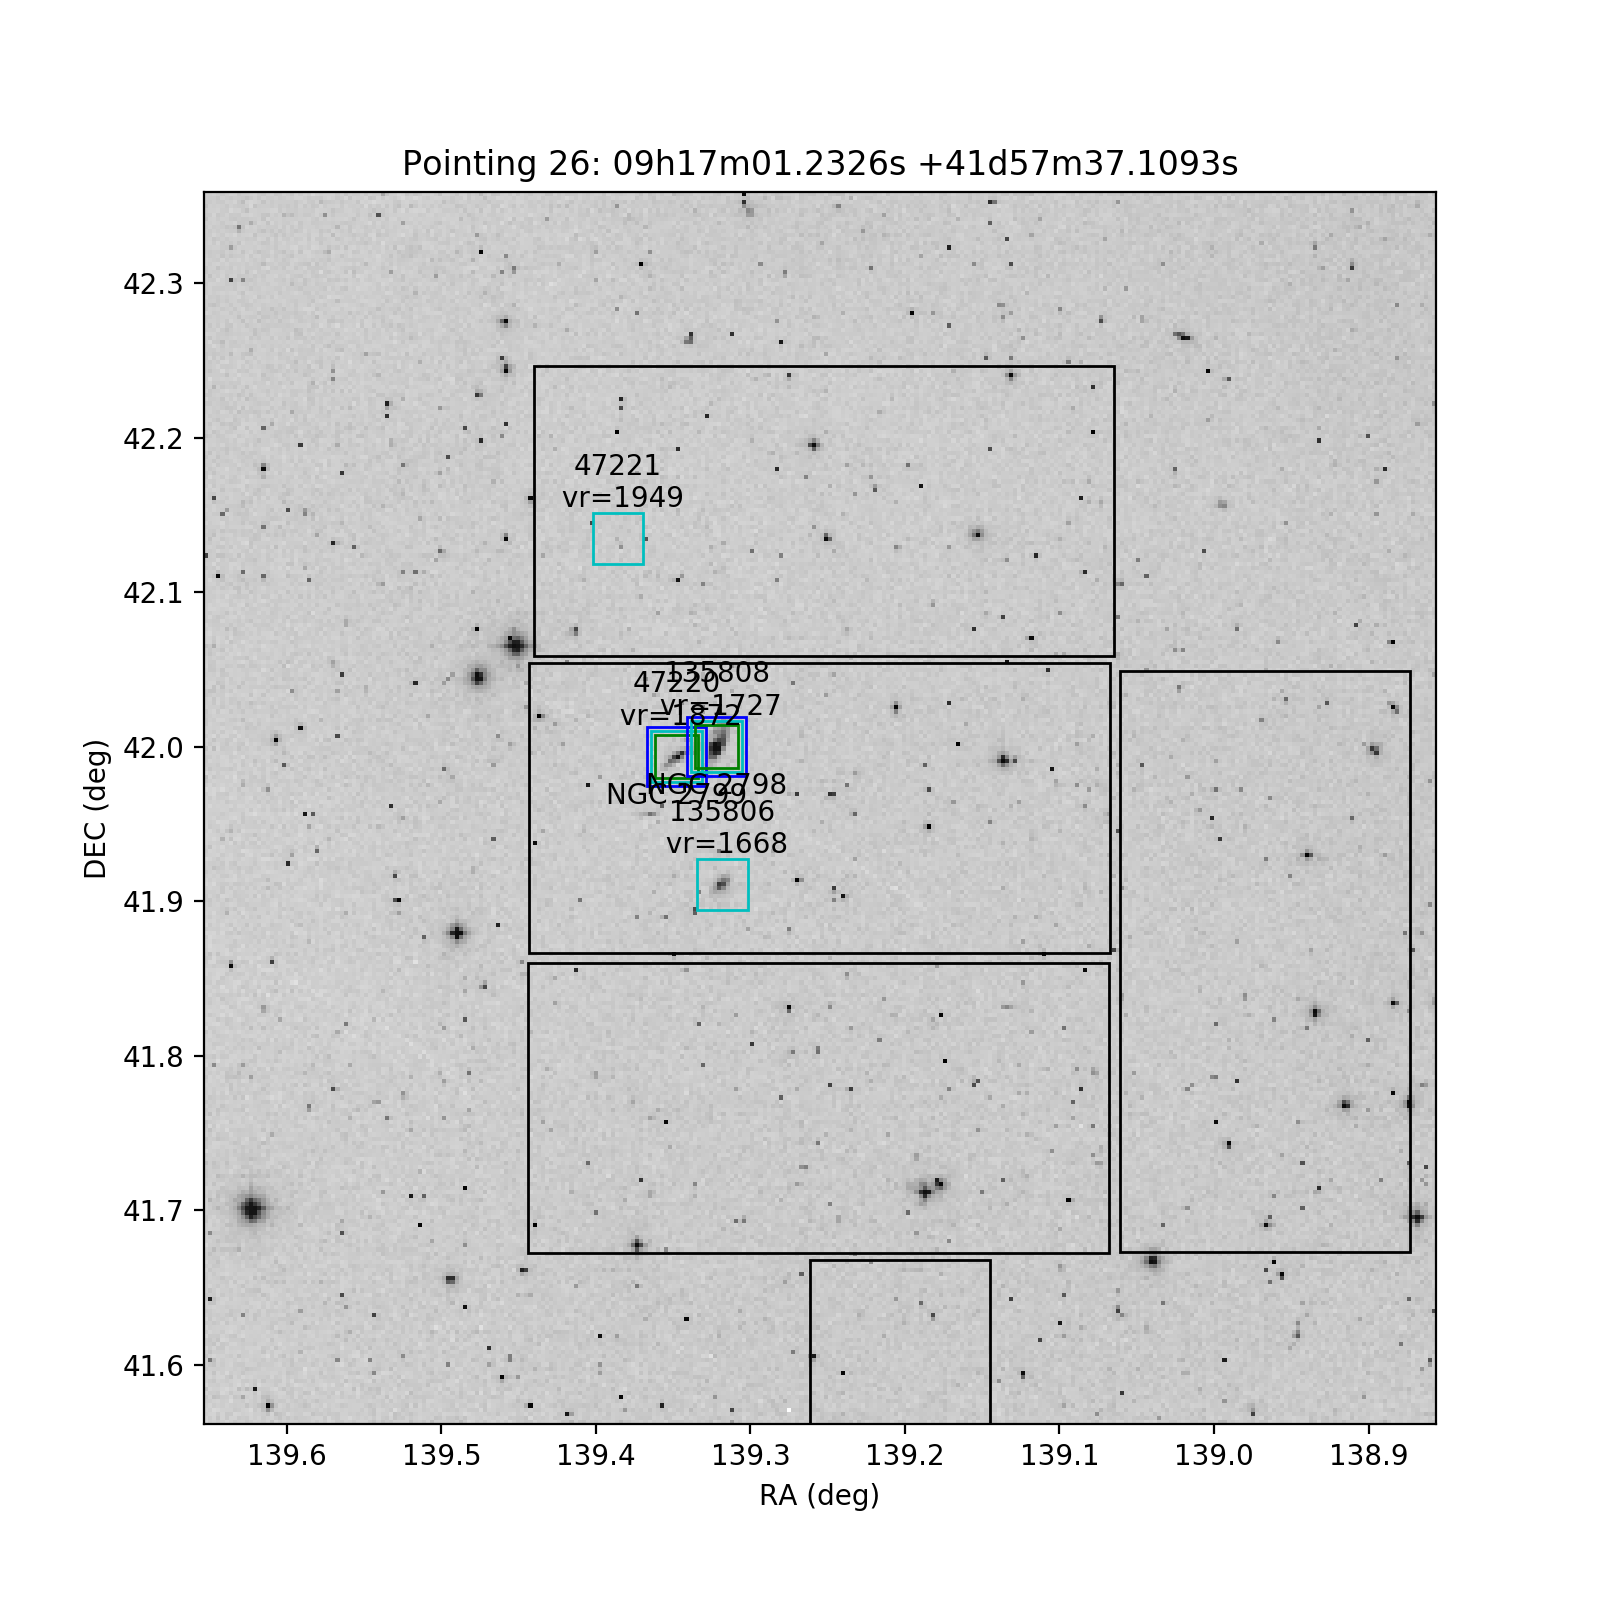 Pointing 26: 09h17m01.2326s +41d57m37.1093s
42.3
42.2
42.1
42.0
41.9
41.8
41.7
41.6
DEC (deg)
47221
vr=1949
135808
vr=1727
47220
vr=1872
NGC 2798
NGC 2799
135806
vr=1668
139.6 139.5 139.4 139.3 139.2 139.1 139.0 138.9
RA (deg)